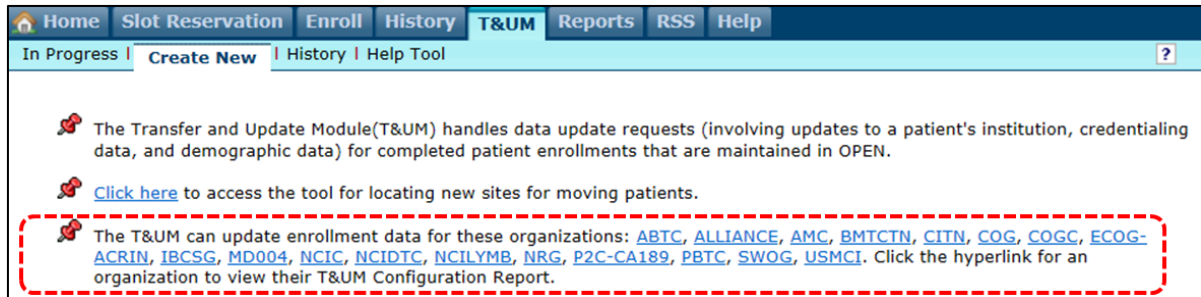 Home Slot Reservation Enroll History T&UM Reports RSS Help
In Progress | Create New | History | Help Tool ?
The Transfer and Update Module(T&UM) handles data update requests (involving updates to a patient's institution, credentialing
data, and demographic data) for completed patient enrollments that are maintained in OPEN.
Click here to access the tool for locating new sites for moving patients.
The T&UM can update enrollment data for these organizations: ABTC, ALLIANCE, AMC, BMTCTN, CITN, COG, COGC, ECOG-
ACRIN, IBCSG, MD004, NCIC, NCIDTC, NCILYMB, NRG, P2C-CA189, PBTC, SWOG, USMCI. Click the hyperlink for an
organization to view their T&UM Configuration Report.